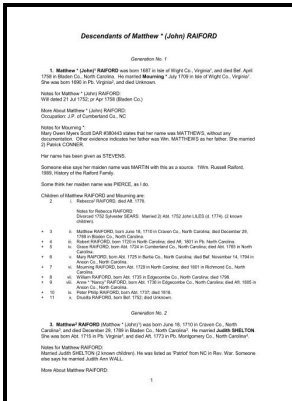 Descendants of Matthew * (John) RAIFORD
Generation No. 1
1. Matthew * (John)¹ RAIFORD was born 1687 in Isle of Wight Co., Virginia¹, and died Bef. April
1758 in Bladen Co., North Carolina. He married Mourning * July 1709 in Isle of Wight Co., Virginia¹.
She was born 1690 in Pb. Virginia¹, and died Unknown.
Notes for Matthew * (John) RAIFORD:
Will dated 21 Jul 1752; pr Apr 1758 (Bladen Co.)
More About Matthew * (John) RAIFORD:
Occupation: J.P. of Cumberland Co., NC
Notes for Mourning *:
Mary Owen Myers Scott DAR #380443 states that her name was MATTHEWS, without any
documentation. Other evidence indicates her father was Wm. MATTHEWS as her father. She married
2) Patrick CONNER.
Her name has been given as STEVENS.
Someone else says her maiden name was MARTIN with this as a source. 1Wm. Russell Raiford,
1989, History of the Raiford Family.
Some think her maiden name was PIERCE, as I do.
Children of Matthew RAIFORD and Mourning are:
2. i. Rebecca² RAIFORD, died Aft. 1778.
Notes for Rebecca RAIFORD:
Divorced 1752 Sylvester SEARS. Married 2) Abt. 1752 John LILES (d. 1774). (2 known
children).
+ 3 ii. Matthew RAIFORD, born June 18, 1710 in Craven Co., North Carolina; died December 29,
1789 in Bladen Co., North Carolina.
+ 4 iii. Robert RAIFORD, born 1720 in North Carolina; died Aft. 1801 in Pb. North Carolina.
+ 5 iv. Grace RAIFORD, born Abt. 1724 in Cumberland Co., North Carolina; died Abt. 1785 in North
Carolina.
+ 6 v. Mary RAIFORD, born Abt. 1725 in Bertie Co., North Carolina; died Bef. November 14, 1704 in
Anson Co., North Carolina.
+ 7 vi. Mourning RAIFORD, born Abt. 1728 in North Carolina; died 1801 in Richmond Co., North
Carolina.
+ 8 vii. William RAIFORD, born Abt. 1733 in Edgecombe Co., North Carolina; died 1798.
+ 9 viii. Anne * "Nancy" RAIFORD, born Abt. 1736 in Edgecombe Co., North Carolina; died Aft. 1805 in
Anson Co., North Carolina.
+ 10 ix. Peter Philip RAIFORD, born Abt. 1737; died 1818.
+ 11 x. Drusilla RAIFORD, born Bef. 1752; died Unknown.
Generation No. 2
3. Matthew² RAIFORD (Matthew * (John)¹) was born June 18, 1710 in Craven Co., North
Carolina², and died December 29, 1789 in Bladen Co., North Carolina². He married Judith SHELTON.
She was born Abt. 1715 in Pb. Virginia³, and died Aft. 1773 in Pb. Montgomery Co., North Carolina³.
Notes for Matthew RAIFORD:
Married Judith SHELTON (2 known children). He was listed as 'Patriot' from NC in Rev. War. Someone
else says he married Judith Ann WALL.
More About Matthew RAIFORD:
1